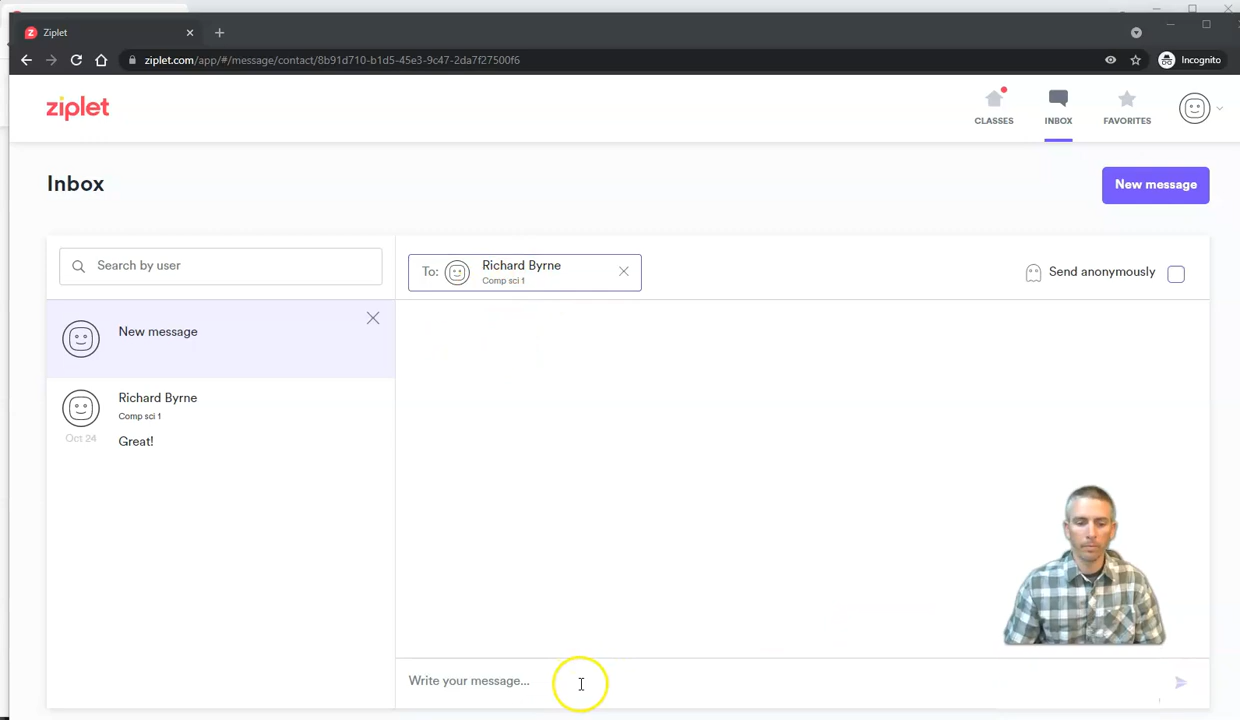 Ziplet
ziplet.com/app/#/message/contact/8b91d710-b1d5-45e3-9c47-2da7f27500f6
Incognito
ziplet
CLASSES
INBOX
FAVORITES
Inbox
New message
Search by user
To:
Richard Byrne
Comp sci 1
Send anonymously
New message
Richard Byrne
Comp sci 1
Oct 24
Great!
Write your message...